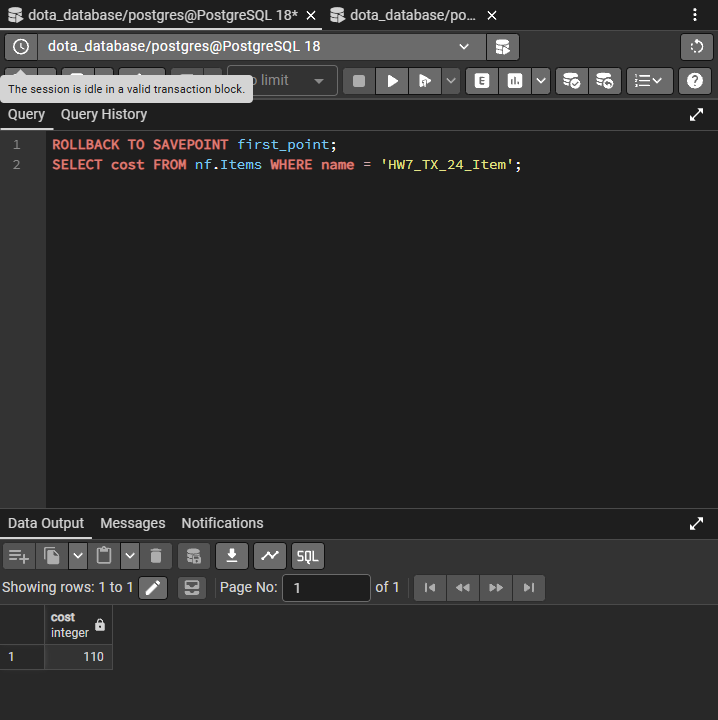 dota_database/postgres@PostgreSQL 18*
dota_database/po...
dota_database/postgres@PostgreSQL 18
The session is idle in a valid transaction block.
limit
E
Query
Query History
1 ROLLBACK TO SAVEPOINT first_point;
2 SELECT cost FROM nf.Items WHERE name = 'HW7_TX_24_Item';
Data Output
Messages
Notifications
SQL
Showing rows: 1 to 1
Page No: 1 of 1
cost
integer
1 110